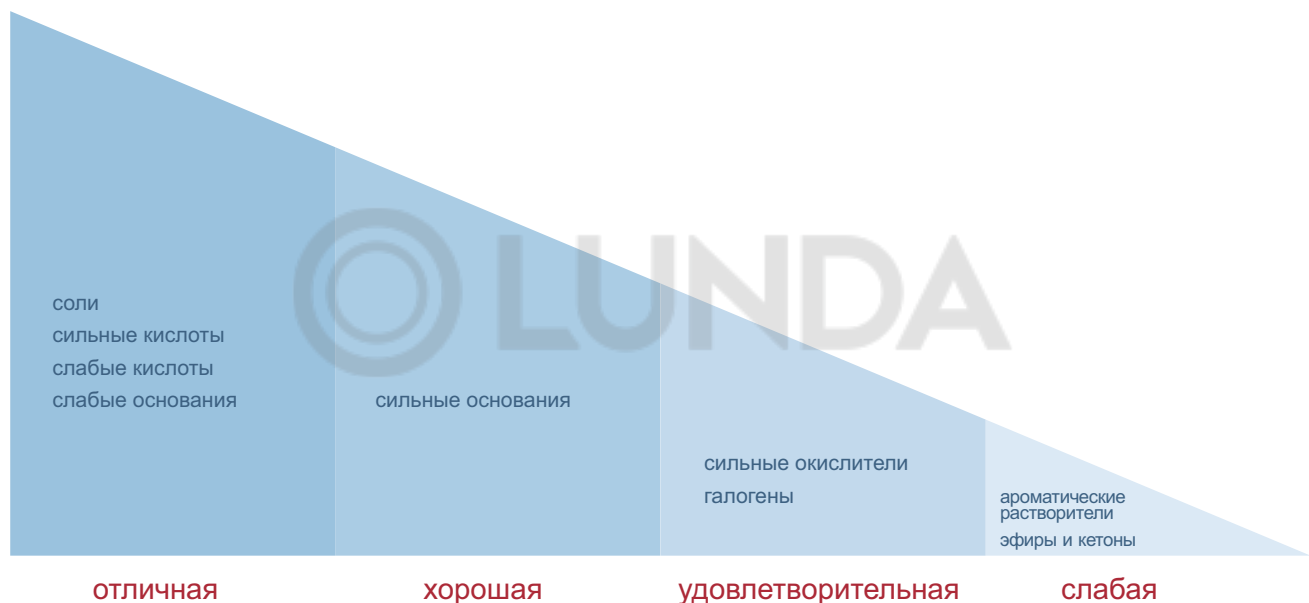 LUNDA
соли
сильные кислоты
слабые кислоты
слабые основания
сильные основания
сильные окислители
галогены
ароматические
растворители
эфиры и кетоны
отличная
хорошая
удовлетворительная
слабая